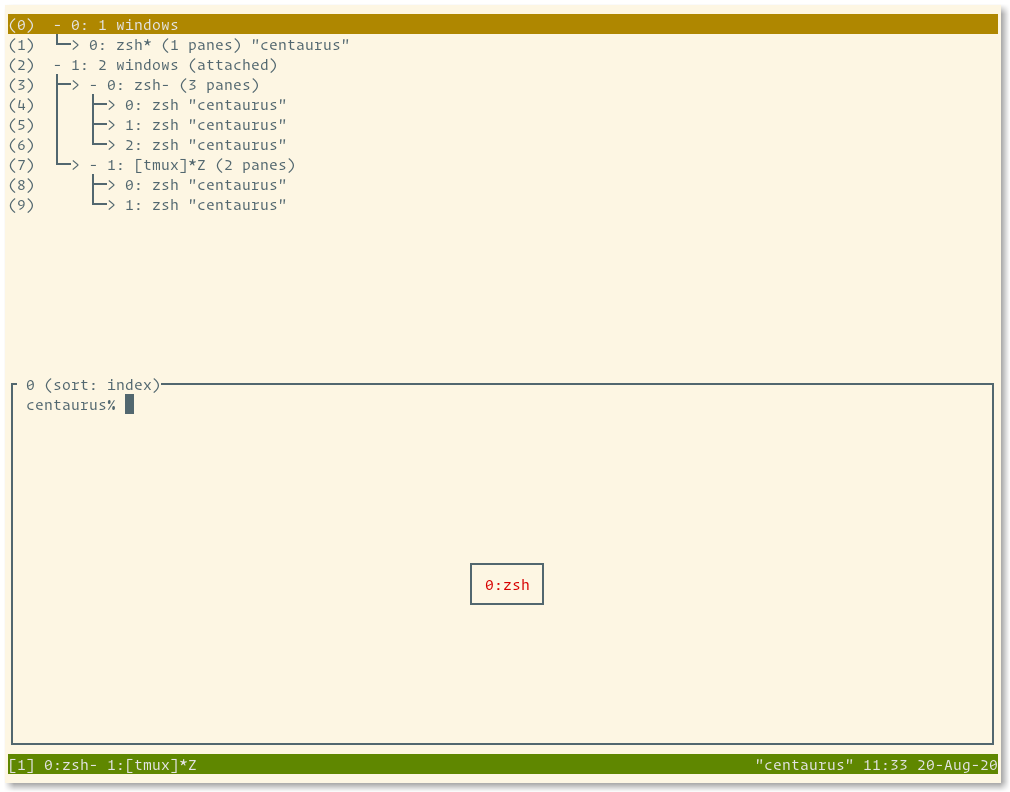 (0)  - 0: 1 windows
(1)  └─> 0: zsh* (1 panes) "centaurus"
(2)  - 1: 2 windows (attached)
(3)  ├─> - 0: zsh- (3 panes)
(4)  │   ├─> 0: zsh "centaurus"
(5)  │   ├─> 1: zsh "centaurus"
(6)  │   └─> 2: zsh "centaurus"
(7)  └─> - 1: [tmux]*Z (2 panes)
(8)      ├─> 0: zsh "centaurus"
(9)      └─> 1: zsh "centaurus"
0 (sort: index)
centaurus%
0:zsh
[1] 0:zsh- 1:[tmux]*Z "centaurus" 11:33 20-Aug-20